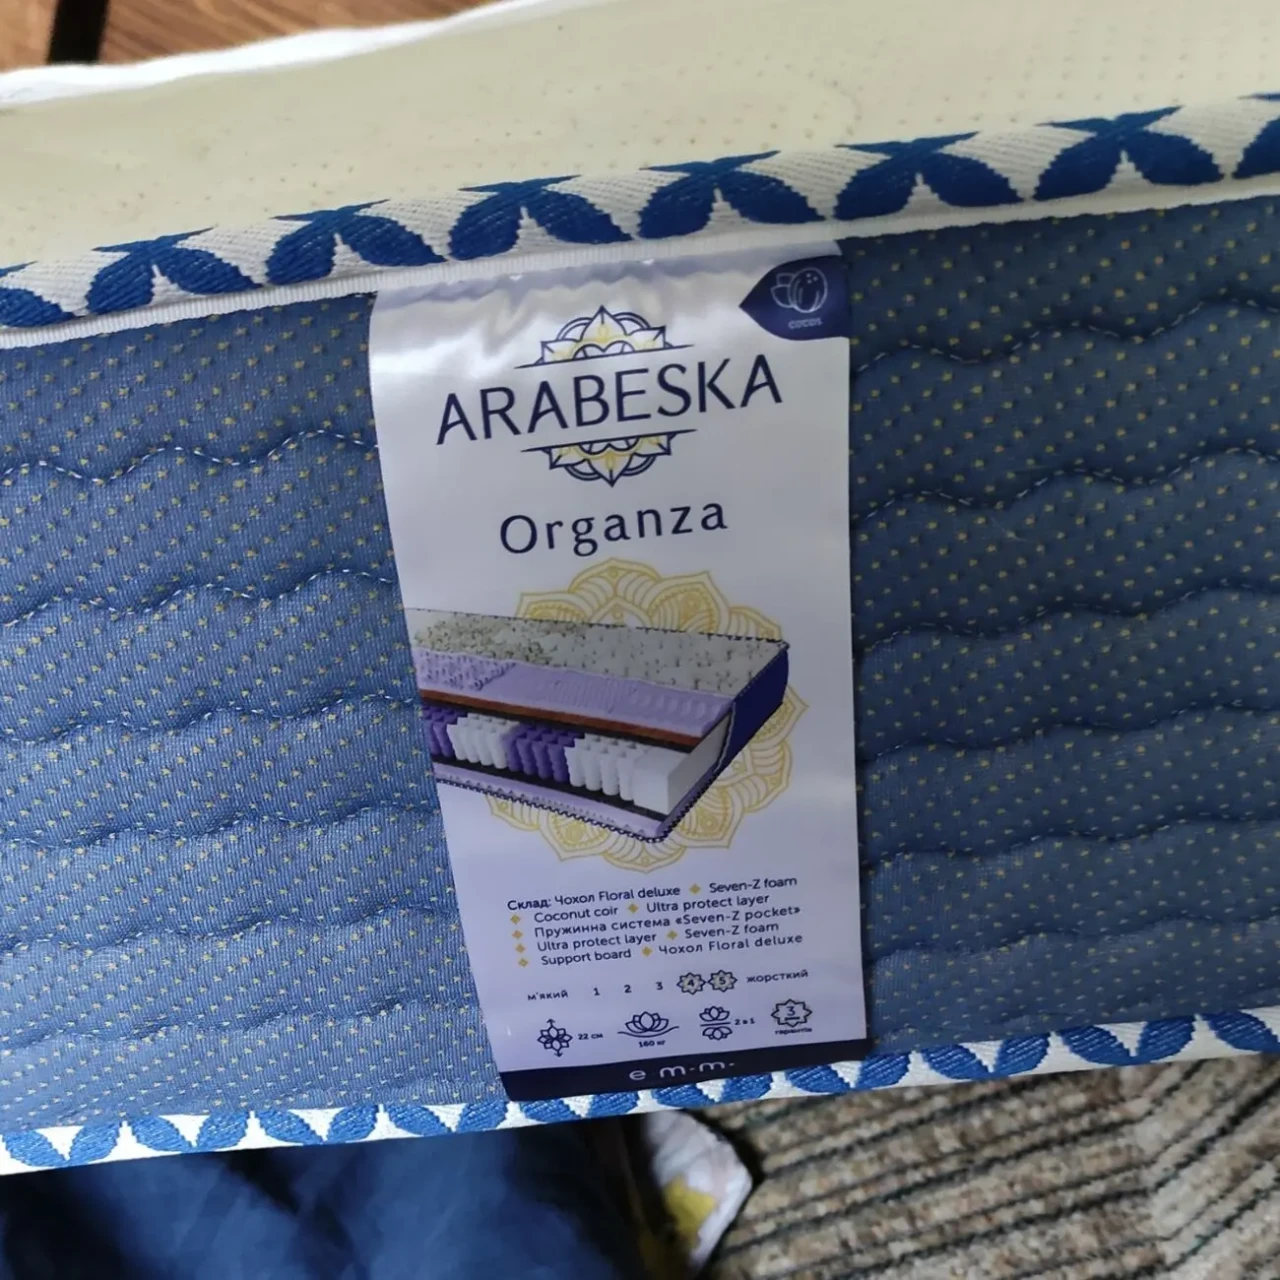 COCOS
ARABESKA
Organza
Склад: Чохол Floral deluxe ◆ Seven-Z foam
◆ Coconut coir ◆ Ultra protect layer
◆ Пружинна система «Seven-Z pocket»
◆ Ultra protect layer ◆ Seven-Z foam
◆ Support board ◆ Чохол Floral deluxe
м'який 1 2 3 4 5 жорсткий
22 см 160 кг 2 в 1 3
гарантія
e·m·m·